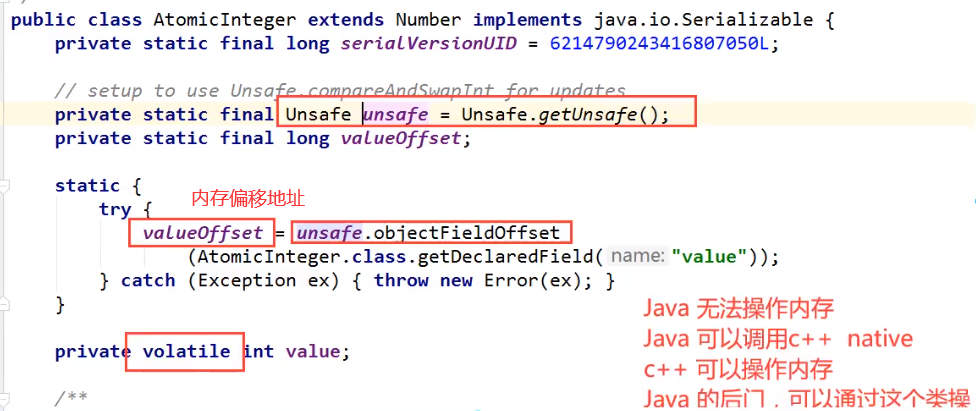 public class AtomicInteger extends Number implements java.io.Serializable {
private static final long serialVersionUID = 6214790243416807050L;
// setup to use Unsafe.compareAndSwapInt for updates
private static final Unsafe unsafe = Unsafe.getUnsafe();
private static final long valueOffset;
static {
内存偏移地址
try {
valueOffset = unsafe.objectFieldOffset
(AtomicInteger.class.getDeclaredField( name: "value"));
} catch (Exception ex) { throw new Error(ex); }
}
Java 无法操作内存
Java 可以调用c++ native
private volatile int value;
c++ 可以操作内存
/**
Java 的后门，可以通过这个类操